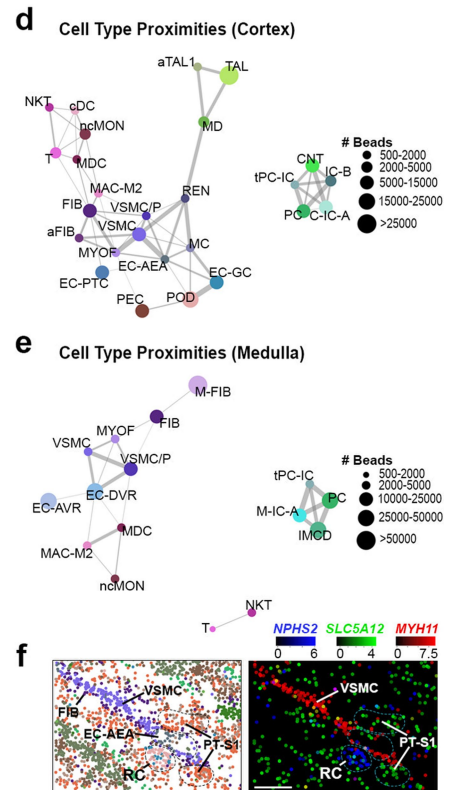 d
Cell Type Proximities (Cortex)
aTAL1
TAL
NKT
cDC
ncMON
MD
T
MDC
MAC-M2
REN
FIB
VSMC/P
VSMC
aFIB
MYOF
MC
EC-AEA
EC-GC
EC-PTC
PEC
POD
CNT
tPC-IC
IC-B
PC
C-IC-A
# Beads
500-2000
2000-5000
5000-15000
15000-25000
>25000
e
Cell Type Proximities (Medulla)
M-FIB
MYOF
FIB
VSMC
VSMC/P
EC-DVR
EC-AVR
MDC
MAC-M2
ncMON
tPC-IC
PC
M-IC-A
IMCD
# Beads
500-2000
2000-5000
10000-25000
25000-50000
>50000
NKT
T
f
NPHS2 SLC5A12 MYH11
0 6 0 4 0 7.5
VSMC
FIB
EC-AEA
PT-S1
RC
VSMC
PT-S1
RC